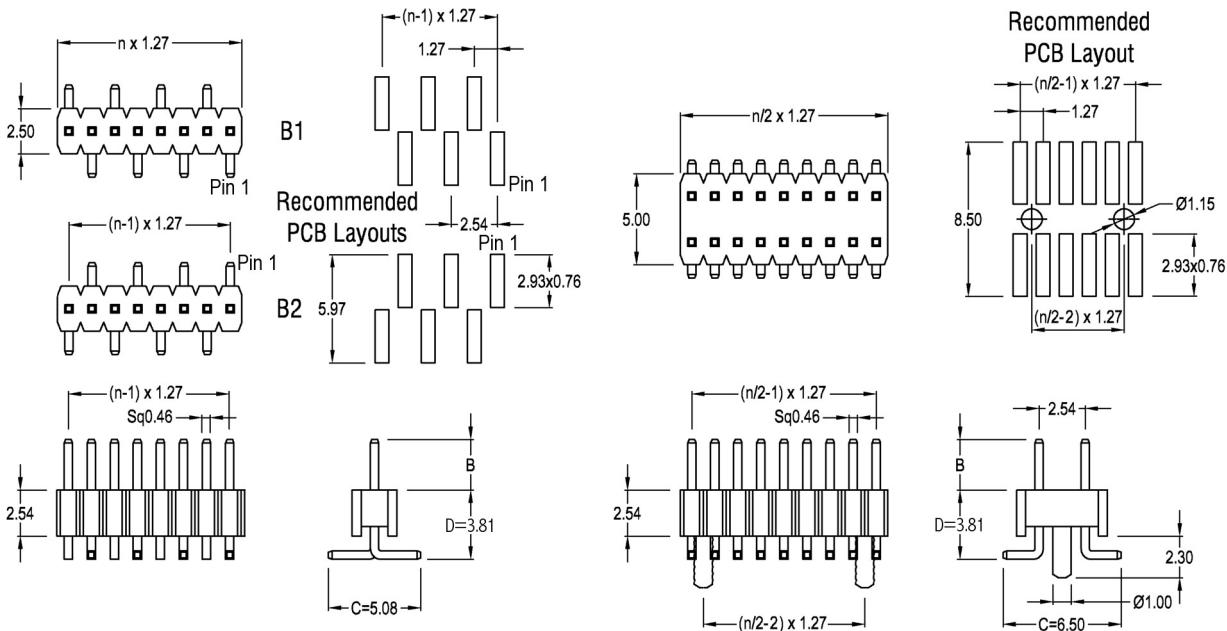 n x 1.27
2.50
Pin 1
(n-1) x 1.27
1.27
B1
Pin 1
Recommended
PCB Layouts
2.54
(n-1) x 1.27
Pin 1
B2
5.97
Pin 1
2.93x0.76
(n-1) x 1.27
Sq0.46
2.54
B
D=3.81
C=5.08
n/2 x 1.27
5.00
Recommended
PCB Layout
(n/2-1) x 1.27
1.27
8.50
Ø1.15
2.93x0.76
(n/2-2) x 1.27
(n/2-1) x 1.27
Sq0.46
2.54
(n/2-2) x 1.27
2.54
B
D=3.81
2.30
Ø1.00
C=6.50